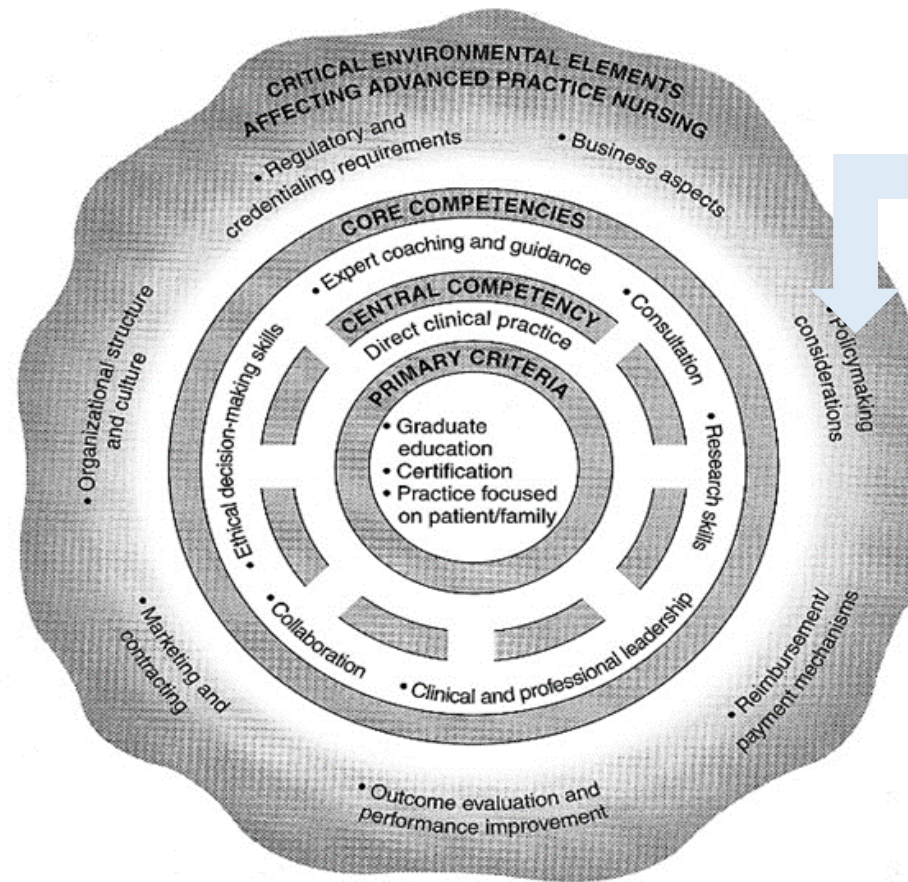 CRITICAL ENVIRONMENTAL ELEMENTS
AFFECTING ADVANCED PRACTICE NURSING
• Regulatory and
credentialing requirements
• Business aspects
• Policymaking
considerations
• Reimbursement/
payment mechanisms
• Outcome evaluation and
performance improvement
• Marketing and
contracting
• Organizational structure
and culture
CORE COMPETENCIES
• Expert coaching and guidance
• Consultation
• Research skills
• Clinical and professional leadership
• Collaboration
• Ethical decision-making skills
CENTRAL COMPETENCY
Direct clinical practice
PRIMARY CRITERIA
• Graduate
education
• Certification
• Practice focused
on patient/family